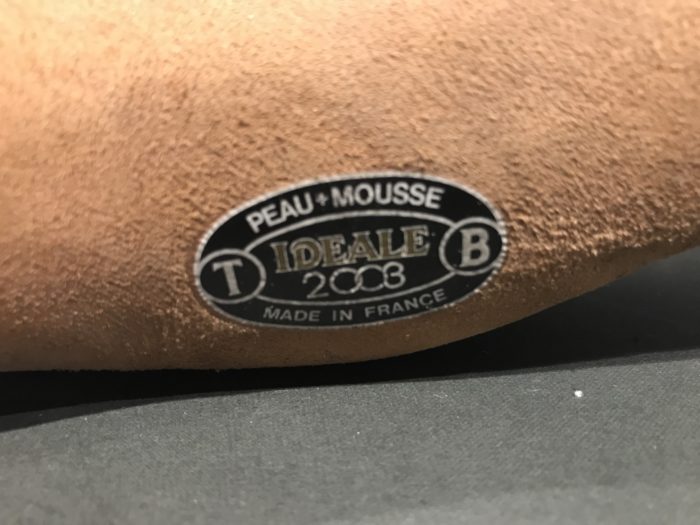 PEAU+MOUSSE
T
IDEALE
B
2003
MADE IN FRANCE